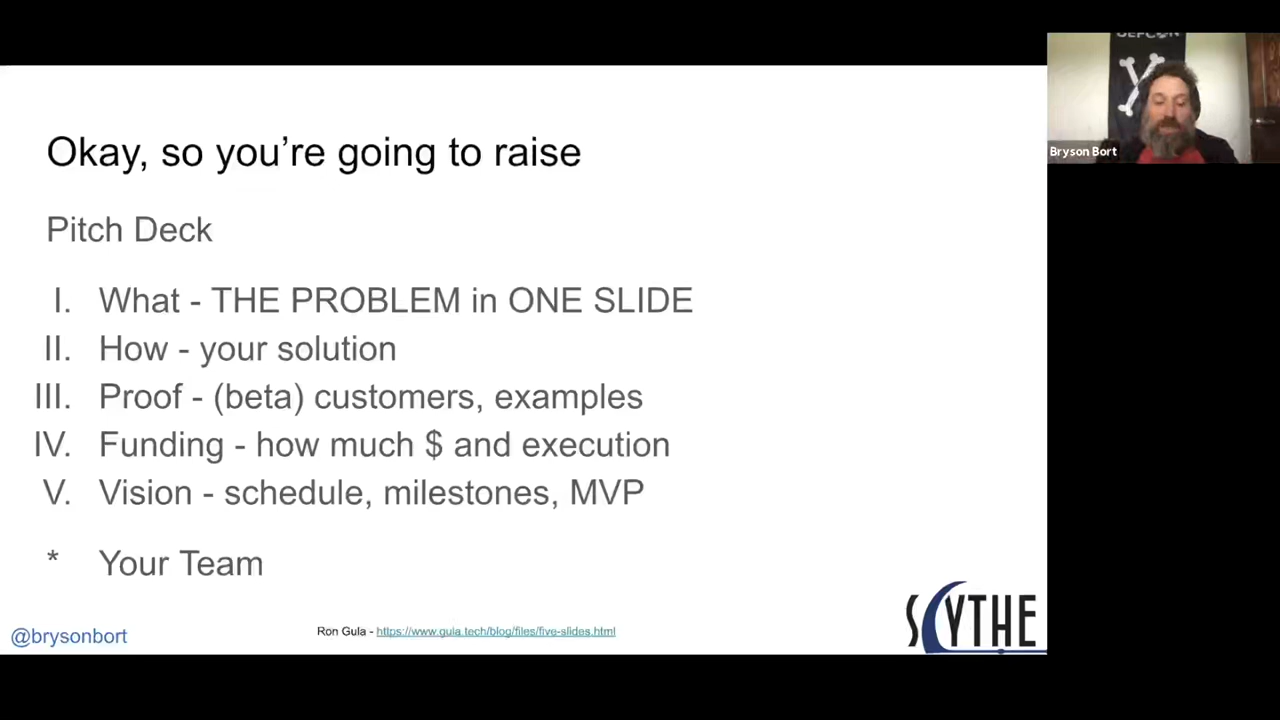 Okay, so you're going to raise
Pitch Deck
I. What - THE PROBLEM in ONE SLIDE
II. How - your solution
III. Proof - (beta) customers, examples
IV. Funding - how much $ and execution
V. Vision - schedule, milestones, MVP
* Your Team
@brysonbort
Ron Gula - https://www.gula.tech/blog/files/five-slides.html
SCYTHE
DEFCON
Bryson Bort